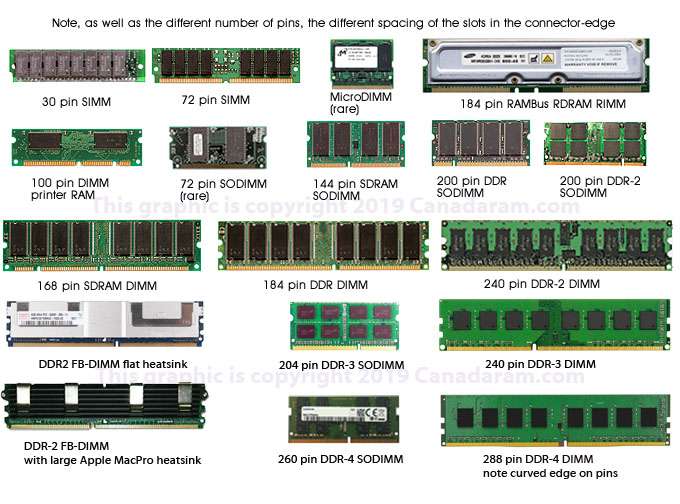 Note, as well as the different number of pins, the different spacing of the slots in the connector-edge
30 pin SIMM
72 pin SIMM
MicroDIMM
(rare)
184 pin RAMBus RDRAM RIMM
100 pin DIMM
printer RAM
72 pin SODIMM
(rare)
144 pin SDRAM
SODIMM
200 pin DDR
SODIMM
200 pin DDR-2
SODIMM
This graphic is copyright 2019 Canadaram.com
168 pin SDRAM DIMM
184 pin DDR DIMM
240 pin DDR-2 DIMM
DDR2 FB-DIMM flat heatsink
204 pin DDR-3 SODIMM
240 pin DDR-3 DIMM
This graphic is copyright 2019 Canadaram.com
DDR-2 FB-DIMM
with large Apple MacPro heatsink
260 pin DDR-4 SODIMM
288 pin DDR-4 DIMM
note curved edge on pins